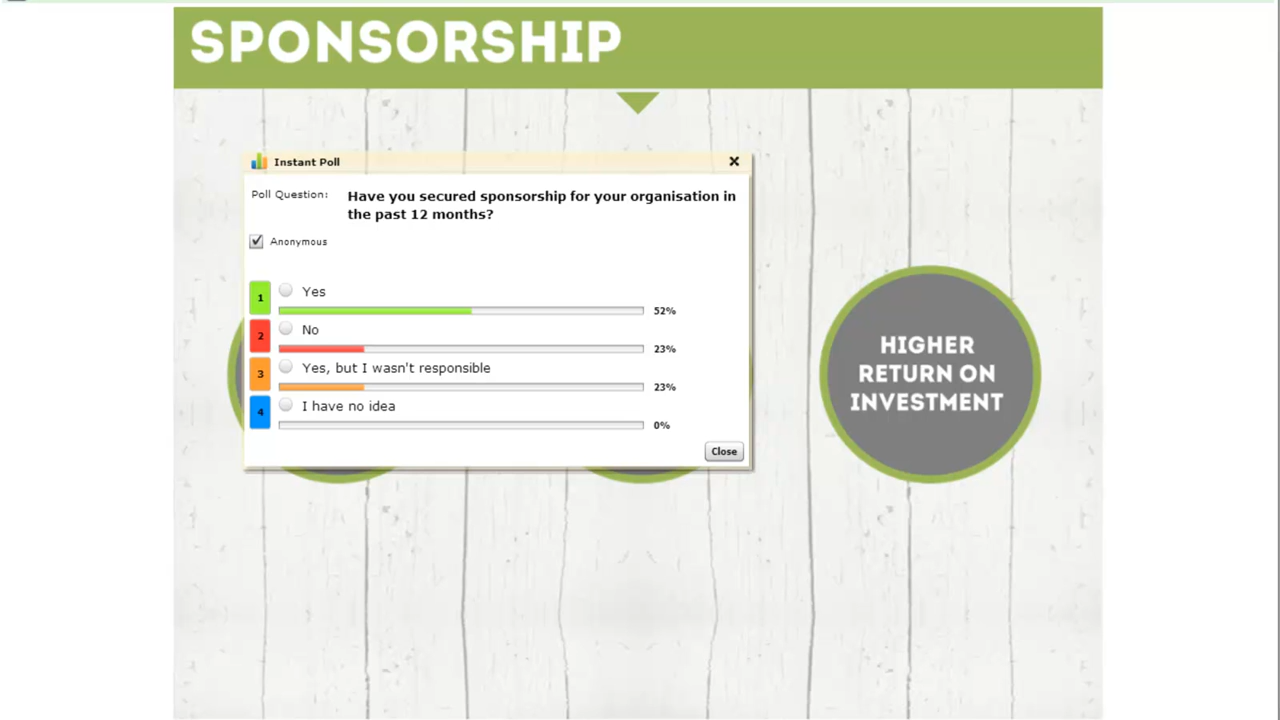 SPONSORSHIP
Instant Poll
Poll Question: Have you secured sponsorship for your organisation in
the past 12 months?
Anonymous
1 Yes
52%
2 No
23%
3 Yes, but I wasn't responsible
23%
4 I have no idea
0%
Close
HIGHER
RETURN ON
INVESTMENT